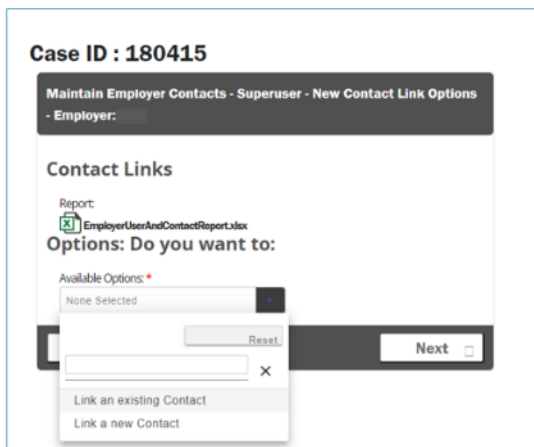 Case ID : 180415
Maintain Employer Contacts - Superuser - New Contact Link Options
- Employer:
Contact Links
Report:
EmployerUserAndContactReport.xlsx
Options: Do you want to:
Available Options: *
None Selected
Reset
Next
Link an existing Contact
Link a new Contact